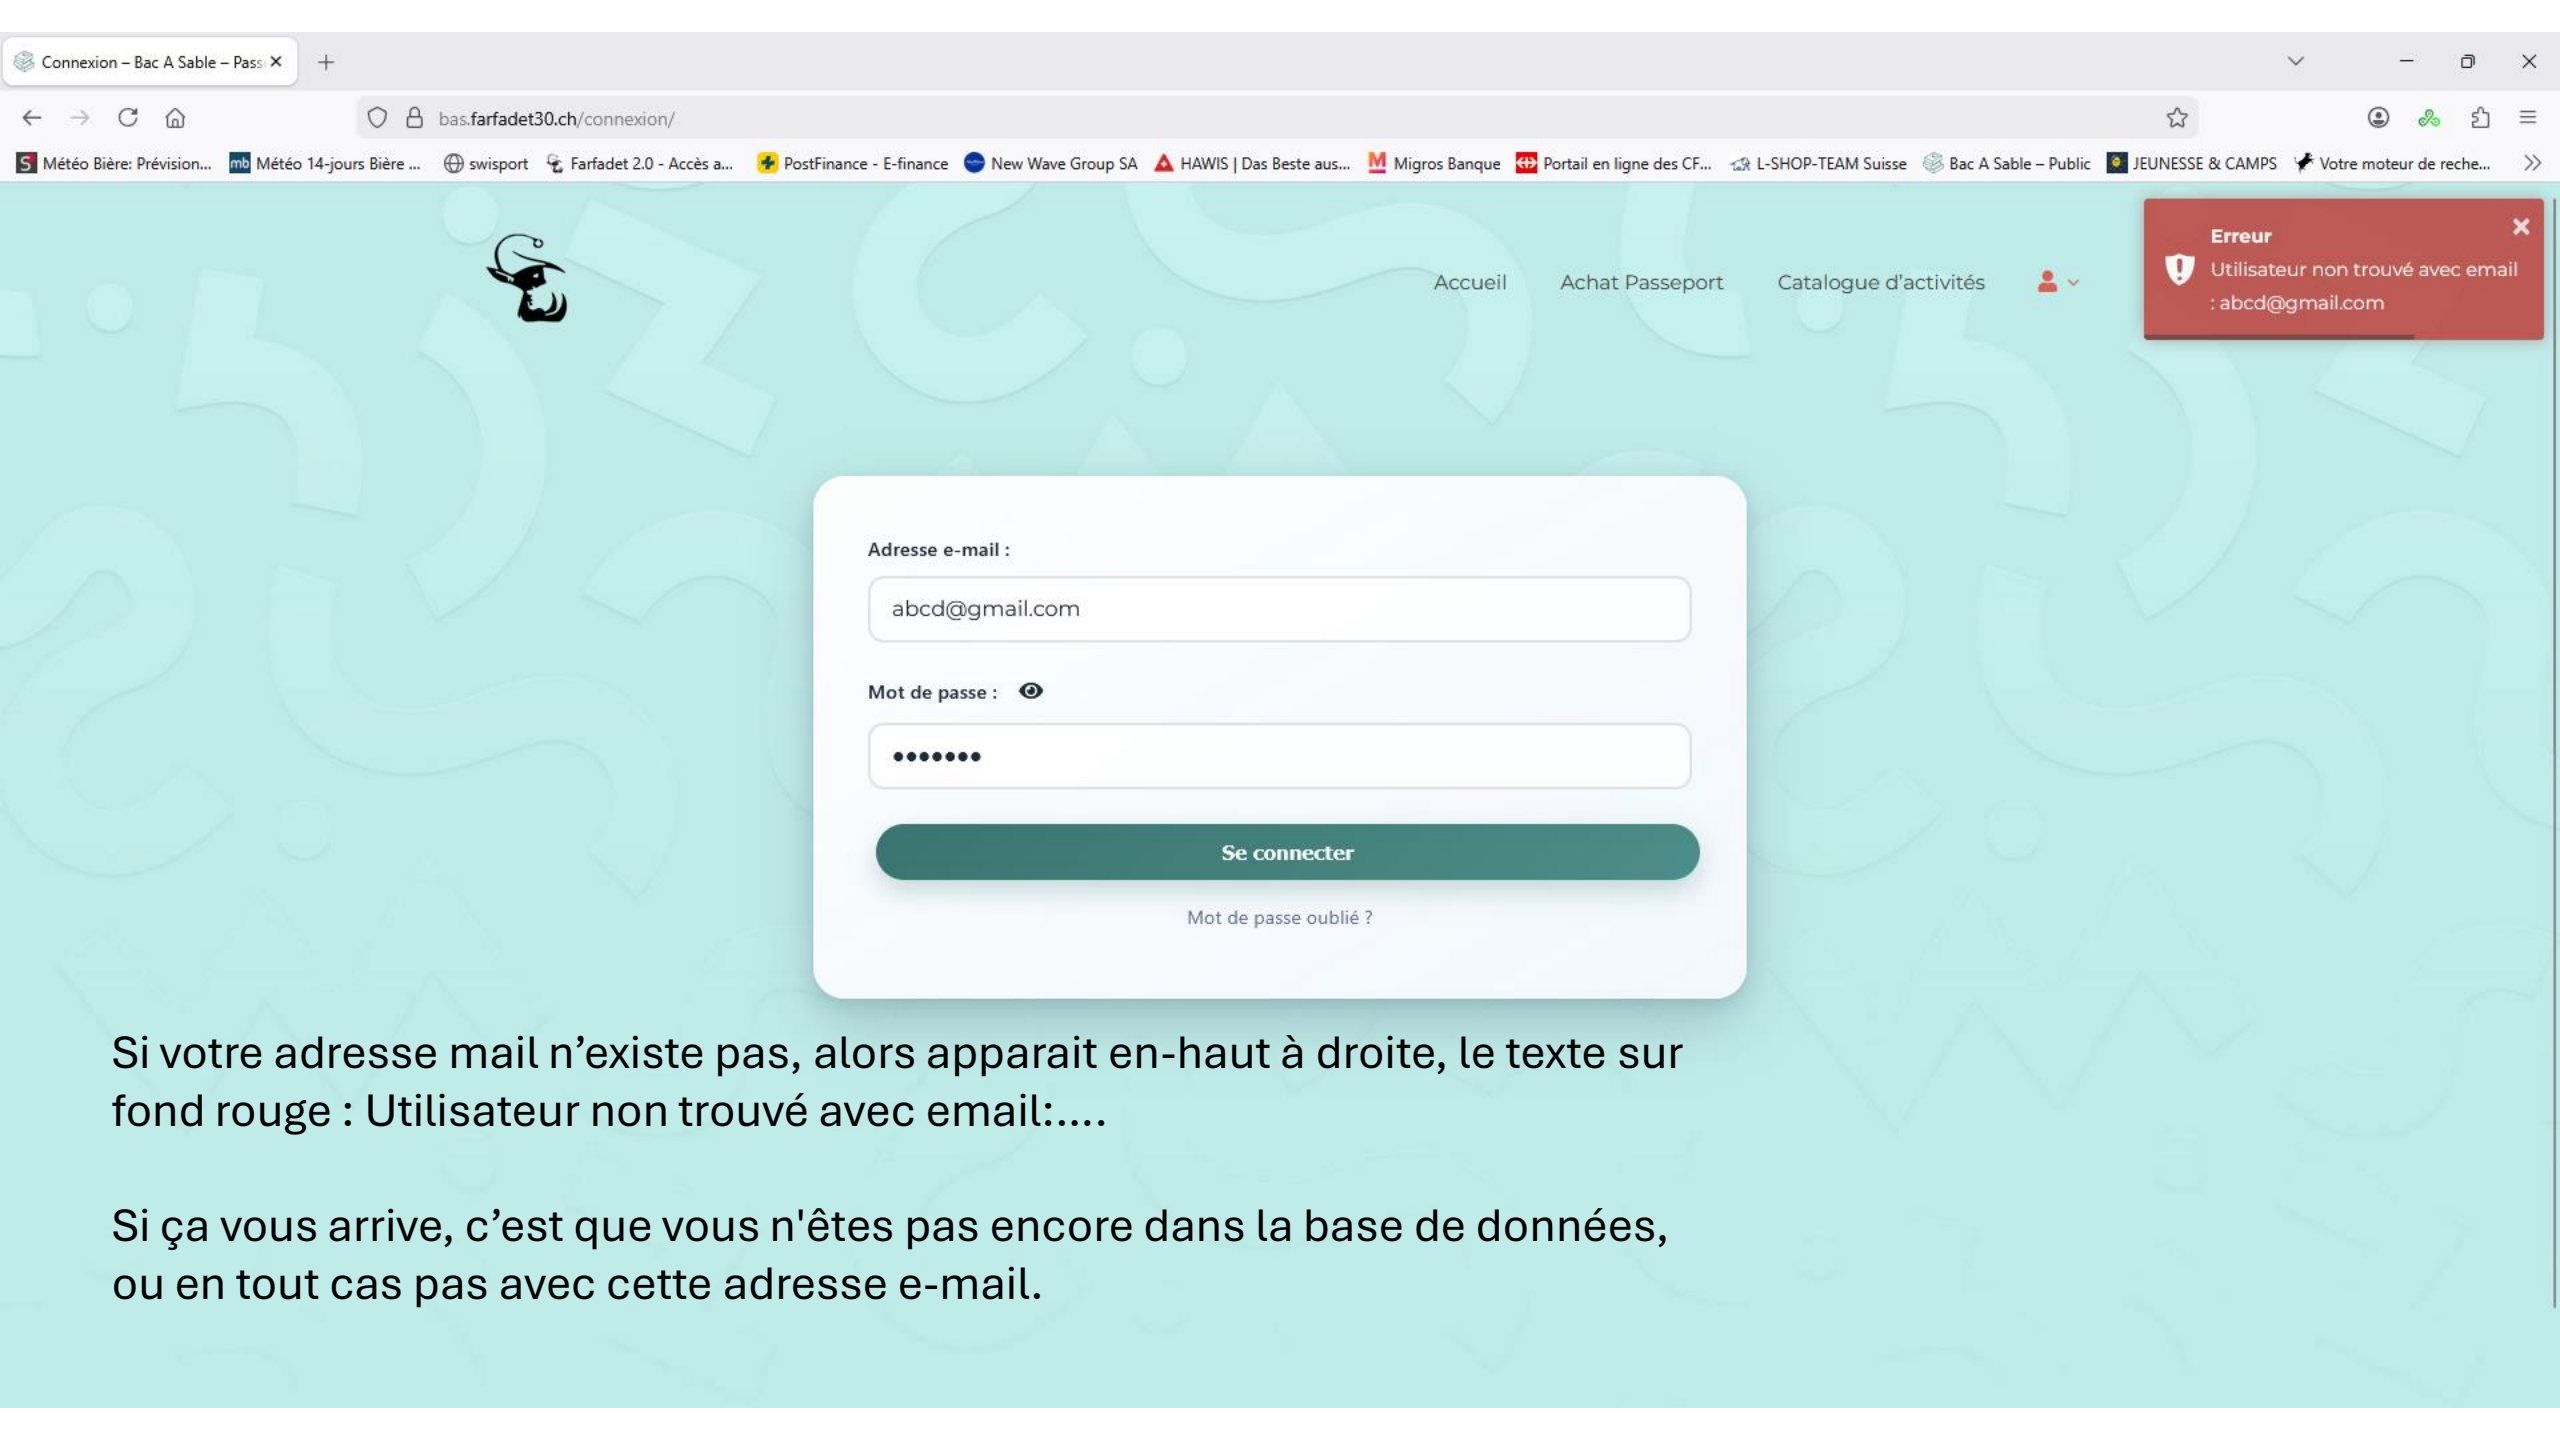 Connexion – Bac A Sable – Pass
bas.farfadet30.ch/connexion/
Météo Bière: Prévision... Météo 14-jours Bière ... swisport Farfadet 2.0 - Accès a... PostFinance - E-finance New Wave Group SA HAWIS | Das Beste aus... Migros Banque Portail en ligne des CF... L-SHOP-TEAM Suisse Bac A Sable – Public JEUNESSE & CAMPS Votre moteur de reche...
Accueil Achat Passeport Catalogue d'activités
Erreur
Utilisateur non trouvé avec email
: abcd@gmail.com
Adresse e-mail :
abcd@gmail.com
Mot de passe :
•••••••
Se connecter
Mot de passe oublié ?
Si votre adresse mail n’existe pas, alors apparait en-haut à droite, le texte sur
fond rouge : Utilisateur non trouvé avec email:....
Si ça vous arrive, c’est que vous n'êtes pas encore dans la base de données,
ou en tout cas pas avec cette adresse e-mail.